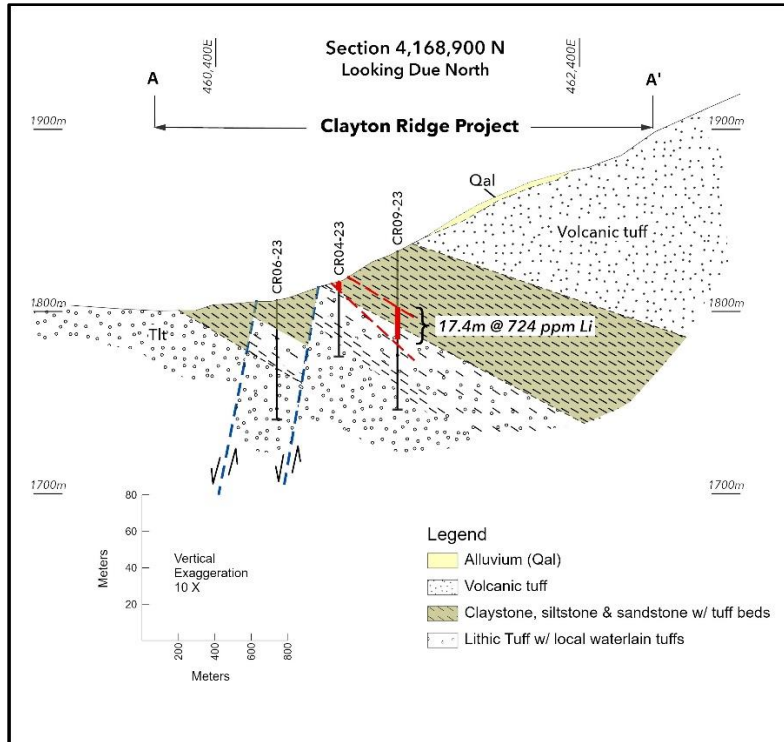 Section 4,168,900 N
Looking Due North
460,400E
462,400E
A
A'
1900m
Clayton Ridge Project
1900m
Qal
Volcanic tuff
CR06-23
CR04-23
CR09-23
1800m
1800m
Tlt
17.4m @ 724 ppm Li
1700m
1700m
80
60
40
20
Meters
Vertical
Exaggeration
10 X
200 400 600 800
Meters
Legend
Alluvium (Qal)
Volcanic tuff
Claystone, siltstone & sandstone w/ tuff beds
Lithic Tuff w/ local waterlain tuffs